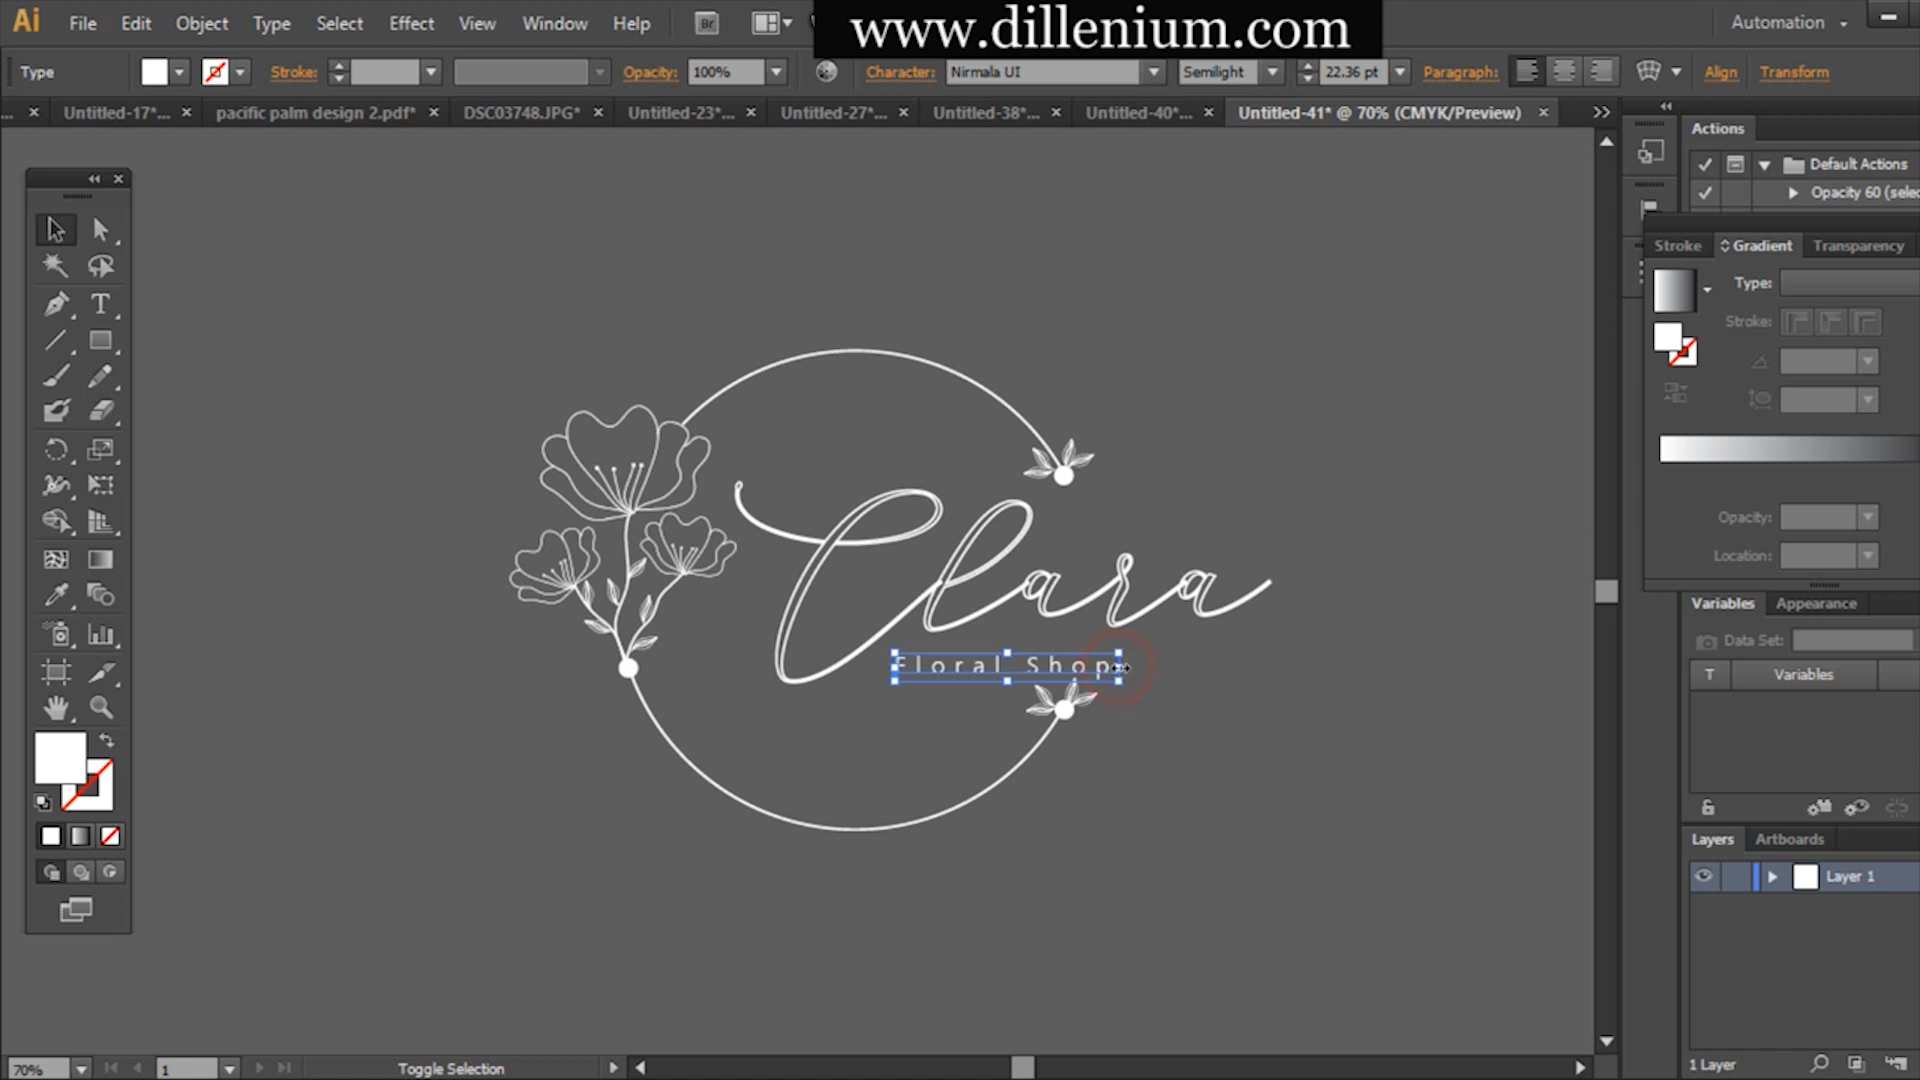 Ai File Edit Object Type Select Effect View Window Help Br www.dillenium.com Automation
Type Stroke: Opacity: 100% Character: Nirmala UI Semilight 22.36 pt Paragraph: Align Transform
... Untitled-17*... pacific palm design 2.pdf* DSC03748.JPG* Untitled-23*... Untitled-27*... Untitled-38*... Untitled-40*... Untitled-41* @ 70% (CMYK/Preview)
Actions
Default Actions
Opacity 60 (selec
Stroke Gradient Transparency
Type:
Stroke:
Opacity:
Location:
Clara
Floral Shop
Variables Appearance
Data Set:
T Variables
Layers Artboards
Layer 1
1 Layer
70% 1 Toggle Selection